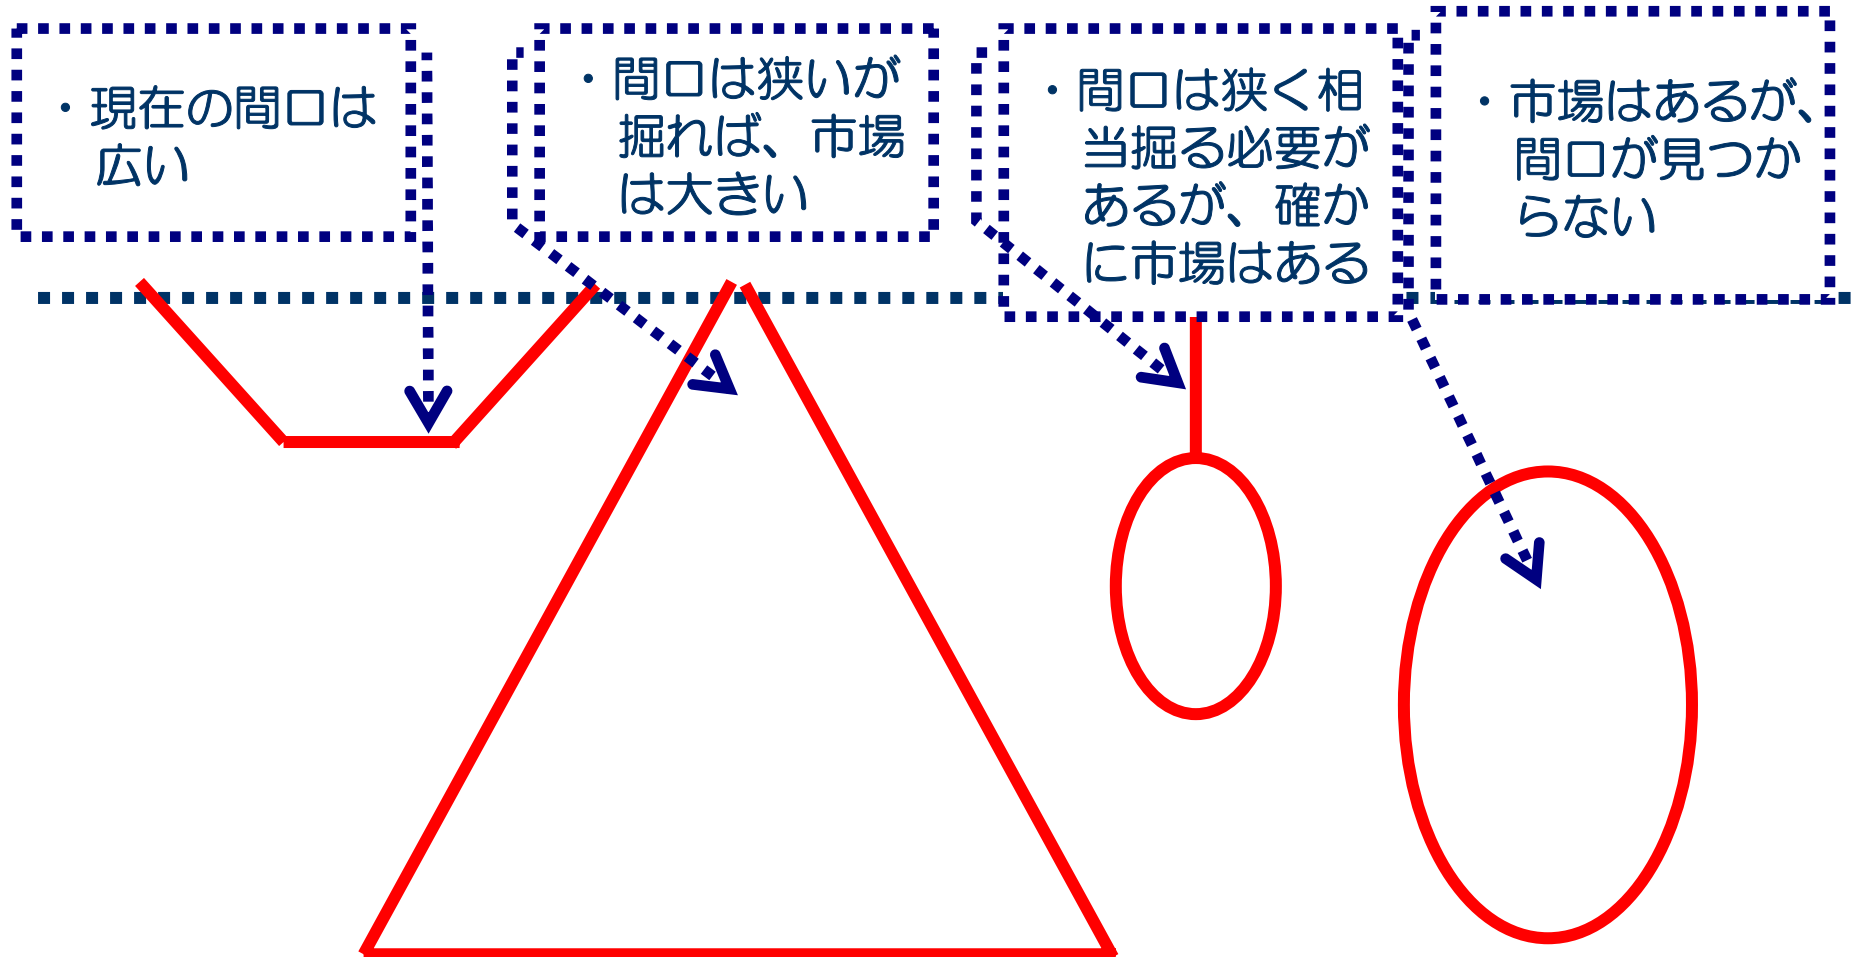 ・現在の間口は
広い
・間口は狭いが
掘れば、市場
は大きい
・間口は狭く相
当掘る必要が
あるが、確か
に市場はある
・市場はあるが、
間口が見つか
らない